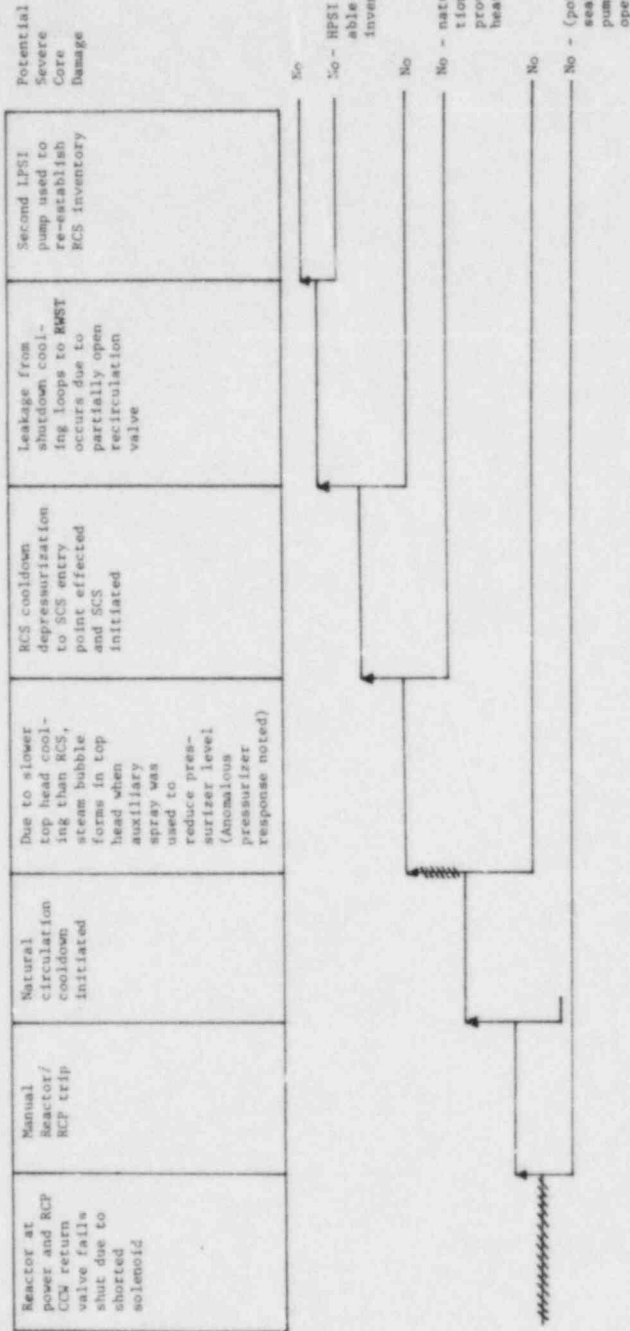 Reactor at
power and RCP
CCW return
valve fails
shut due to
shorted
solenoid
Manual
Reactor/
RCP trip
Natural
circulation
cooldown
initiated
Due to slower
top head cool-
ing than RCS,
steam bubble
forms in top
head when
auxiliary
spray was
used to
reduce pres-
surizer level
(Anomalous
pressurizer
response noted)
RCS cooldown
depressurization
to SCS entry
point effected
and SCS
initiated
Leakage from
shutdown cool-
ing loops to RWST
occurs due to
partially open
recirculation
valve
Second LPSI
pump used to
re-establish
RCS inventory
Potential
Severe
Core
Damage
No
No - HPSI
able
inven
No
No - natu
tion
prov
hea
No
No - (po
sea
pum
ope